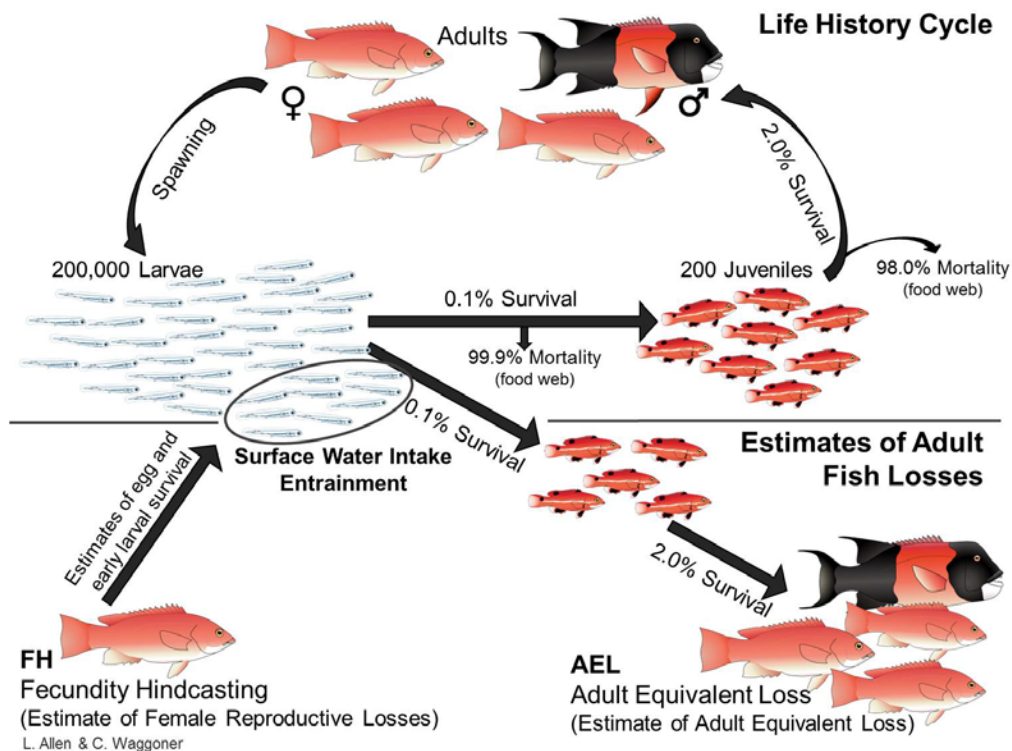 Life History Cycle
Adults
♀
♂
Spawning
2.0% Survival
200,000 Larvae
0.1% Survival
99.9% Mortality
(food web)
200 Juveniles
98.0% Mortality
(food web)
Surface Water Intake
Entrainment
0.1% Survival
Estimates of Adult
Fish Losses
Estimates of egg and
early larval survival
2.0% Survival
FH
Fecundity Hindcasting
(Estimate of Female Reproductive Losses)
L. Allen & C. Waggoner
AEL
Adult Equivalent Loss
(Estimate of Adult Equivalent Loss)